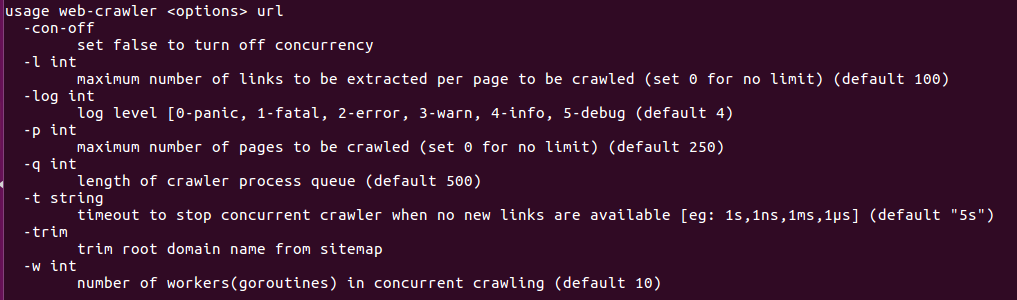 usage web-crawler <options> url
-con-off
set false to turn off concurrency
-l int
maximum number of links to be extracted per page to be crawled (set 0 for no limit) (default 100)
-log int
log level [0-panic, 1-fatal, 2-error, 3-warn, 4-info, 5-debug (default 4)
-p int
maximum number of pages to be crawled (set 0 for no limit) (default 250)
-q int
length of crawler process queue (default 500)
-t string
timeout to stop concurrent crawler when no new links are available [eg: 1s,1ns,1ms,1µs] (default "5s")
-trim
trim root domain name from sitemap
-w int
number of workers(goroutines) in concurrent crawling (default 10)